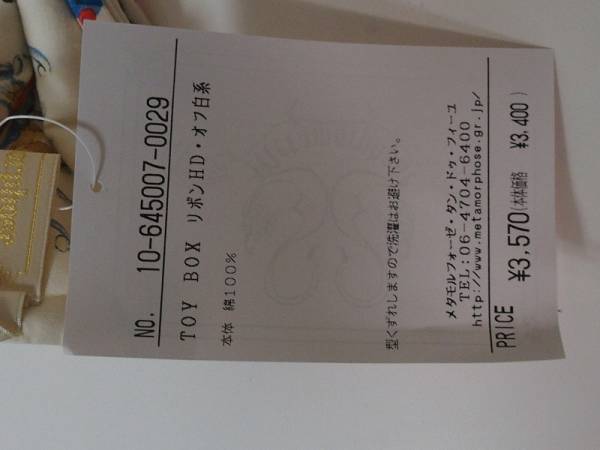 NO. 10-645007-0029
TOY BOX リボンHD・オフ白系
本体 綿100%
型くずれしますので洗濯はお避け下さい。
メタモルフォーゼ・タン・ドゥ・フィーユ
TEL:06-4704-6400
http://www.metamorphose.gr.jp/
PRICE ¥3,570(本体価格 ¥3,400)